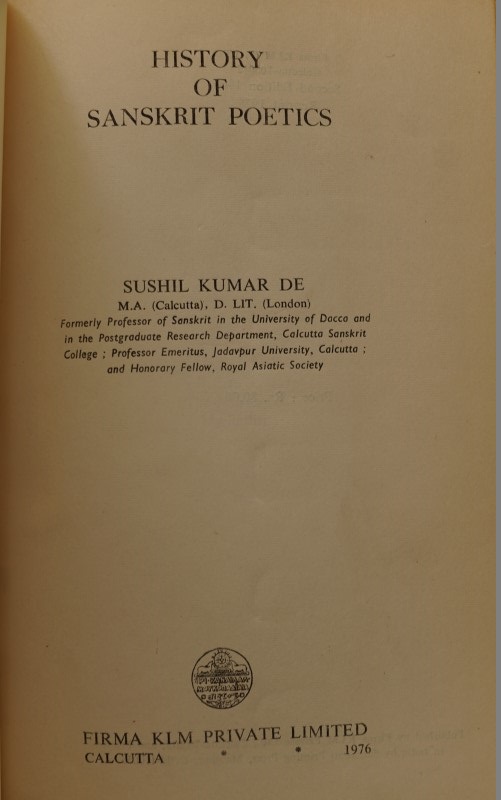 HISTORY
OF
SANSKRIT POETICS
SUSHIL KUMAR DE
M.A. (Calcutta), D. LIT. (London)
Formerly Professor of Sanskrit in the University of Dacca and
in the Postgraduate Research Department, Calcutta Sanskrit
College ; Professor Emeritus, Jadavpur University, Calcutta ;
and Honorary Fellow, Royal Asiatic Society
FIRMA KLM PRIVATE LIMITED
CALCUTTA * * 1976